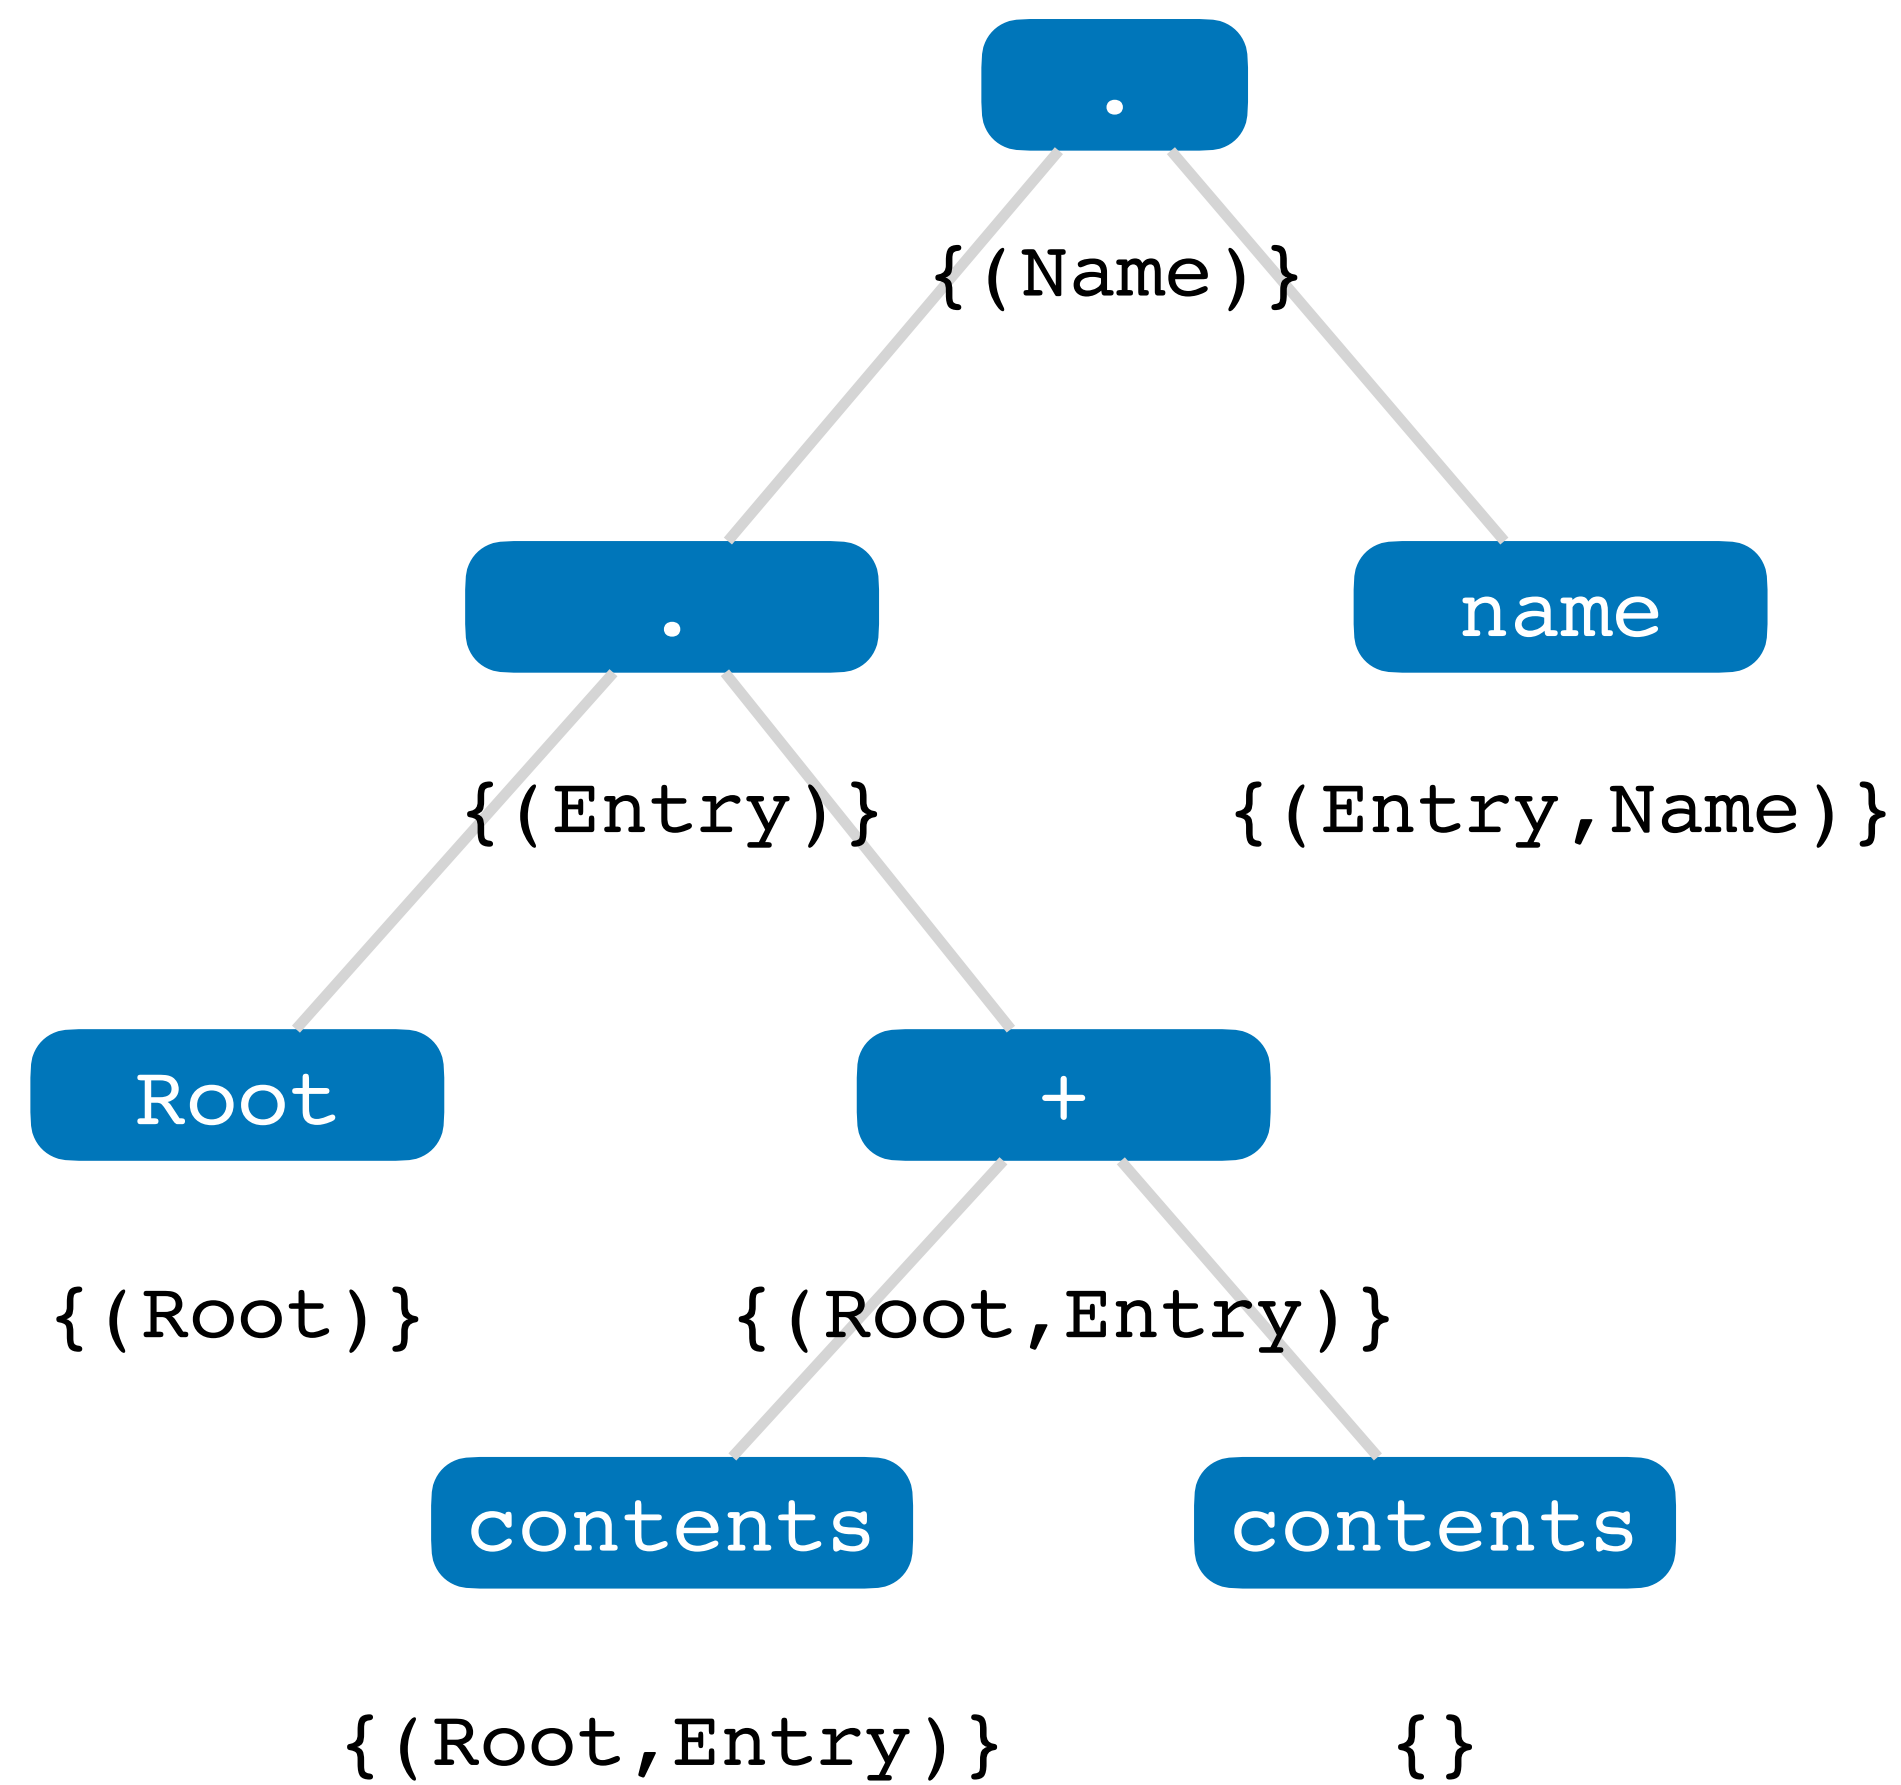 .
{(Name)}
.
name
{(Entry)}
{(Entry,Name)}
Root
+
{(Root)}
{(Root,Entry)}
contents
contents
{(Root,Entry)}
{}